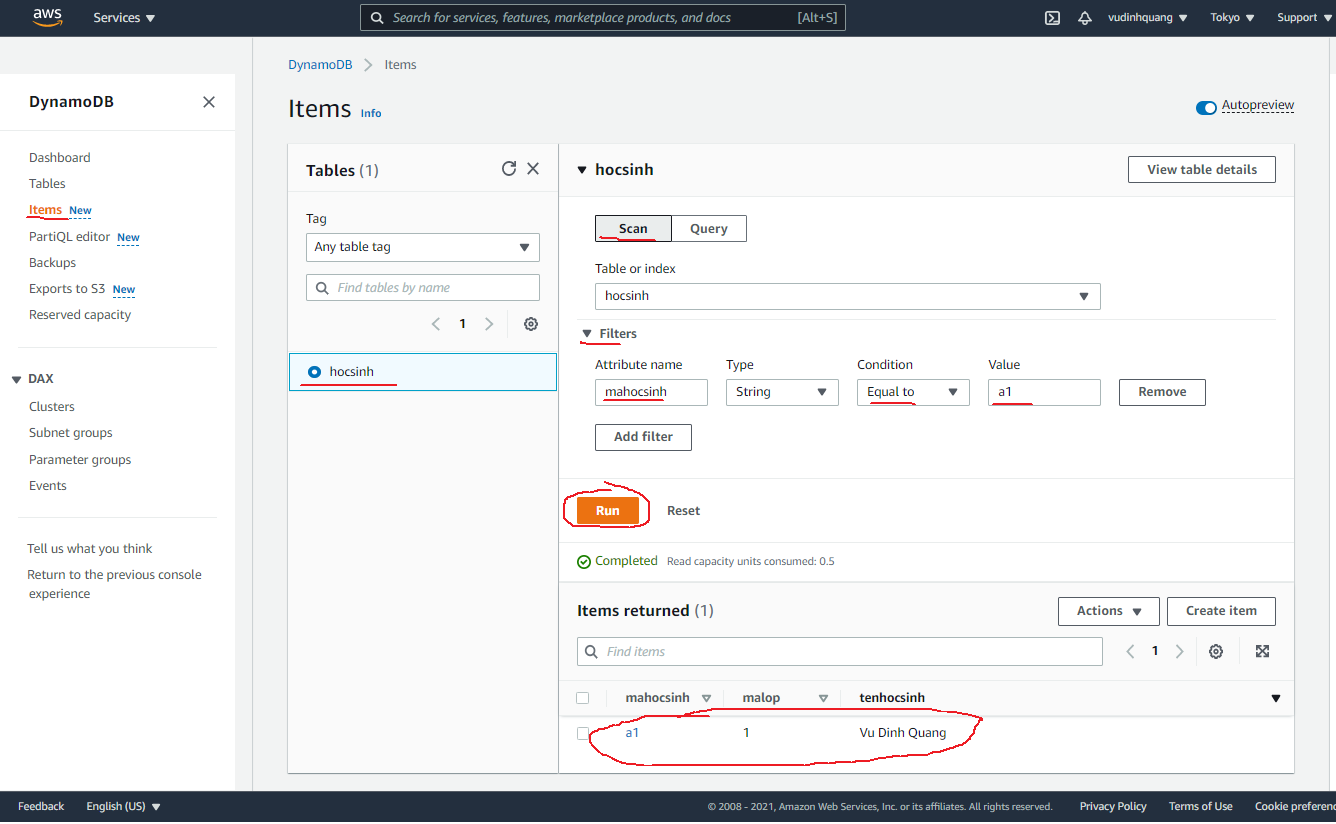 aws Services Search for services, features, marketplace products, and docs [Alt+S] vudinhquang Tokyo Support
DynamoDB
Dashboard
Tables
Items New
PartiQL editor New
Backups
Exports to S3 New
Reserved capacity
DAX
Clusters
Subnet groups
Parameter groups
Events
Tell us what you think
Return to the previous console
experience
DynamoDB Items
Items Info
Autopreview
Tables (1)
Tag
Any table tag
Find tables by name
1
hocsinh
hocsinh View table details
Scan Query
Table or index
hocsinh
Filters
Attribute name Type Condition Value
mahocsinh String Equal to a1 Remove
Add filter
Run Reset
Completed Read capacity units consumed: 0.5
Items returned (1) Actions Create item
Find items 1
mahocsinh malop tenhocsinh
a1 1 Vu Dinh Quang
Feedback English (US) © 2008 - 2021, Amazon Web Services, Inc. or its affiliates. All rights reserved. Privacy Policy Terms of Use Cookie preferenc